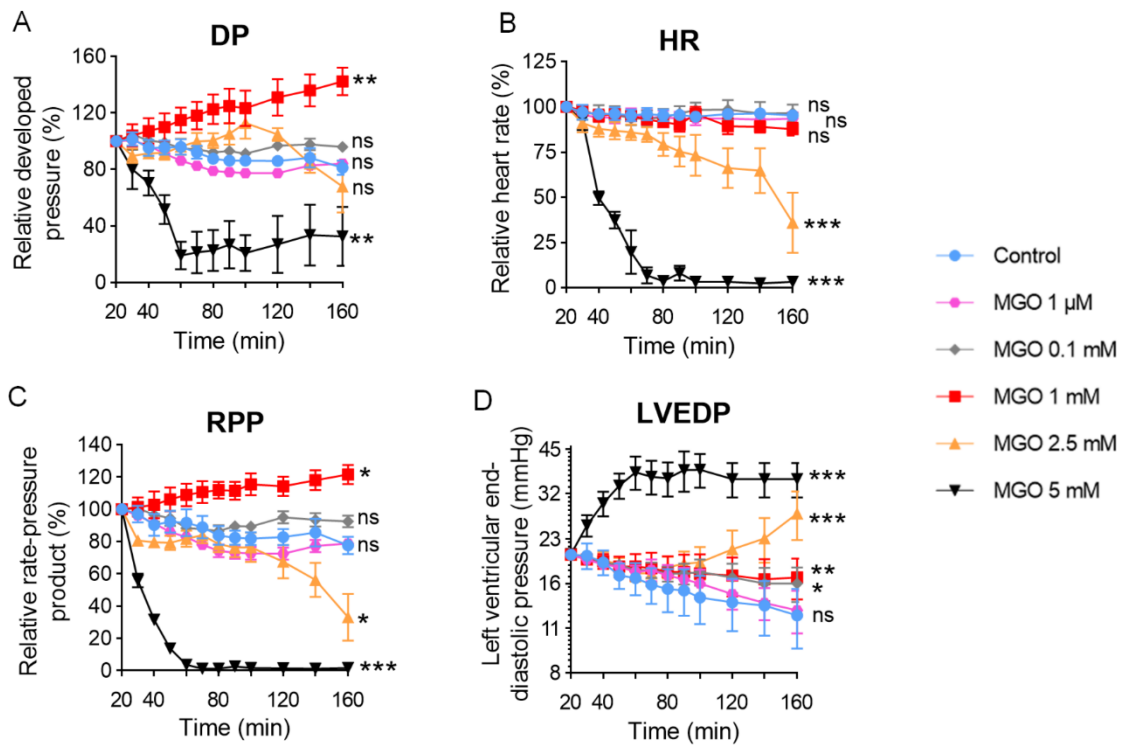 A
DP
Relative developed
pressure (%)
160
120
80
40
0
**
ns
ns
ns
**
20 40 80 120 160
Time (min)
B
HR
Relative heart rate (%)
125
100
75
50
25
0
ns
ns
ns
***
***
20 40 80 120 160
Time (min)
C
RPP
Relative rate-pressure
product (%)
140
120
100
80
60
40
20
0
*
ns
ns
*
***
20 40 80 120 160
Time (min)
D
LVEDP
Left ventricular end-
diastolic pressure (mmHg)
45
32
23
16
11
8
***
***
**
*
ns
20 40 80 120 160
Time (min)
Control
MGO 1 µM
MGO 0.1 mM
MGO 1 mM
MGO 2.5 mM
MGO 5 mM